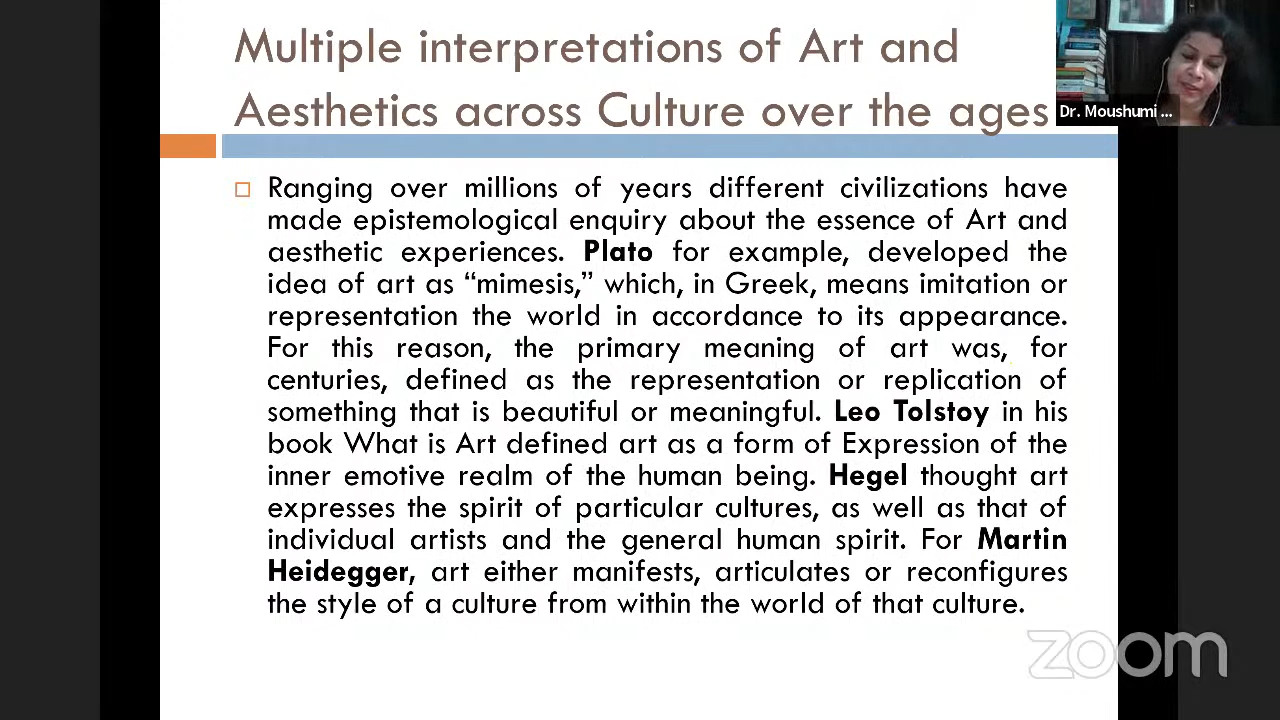 Multiple interpretations of Art and
Aesthetics across Culture over the ages
Dr. Moushumi ...
Ranging over millions of years different civilizations have
made epistemological enquiry about the essence of Art and
aesthetic experiences. Plato for example, developed the
idea of art as “mimesis,” which, in Greek, means imitation or
representation the world in accordance to its appearance.
For this reason, the primary meaning of art was, for
centuries, defined as the representation or replication of
something that is beautiful or meaningful. Leo Tolstoy in his
book What is Art defined art as a form of Expression of the
inner emotive realm of the human being. Hegel thought art
expresses the spirit of particular cultures, as well as that of
individual artists and the general human spirit. For Martin
Heidegger, art either manifests, articulates or reconfigures
the style of a culture from within the world of that culture.
zoom